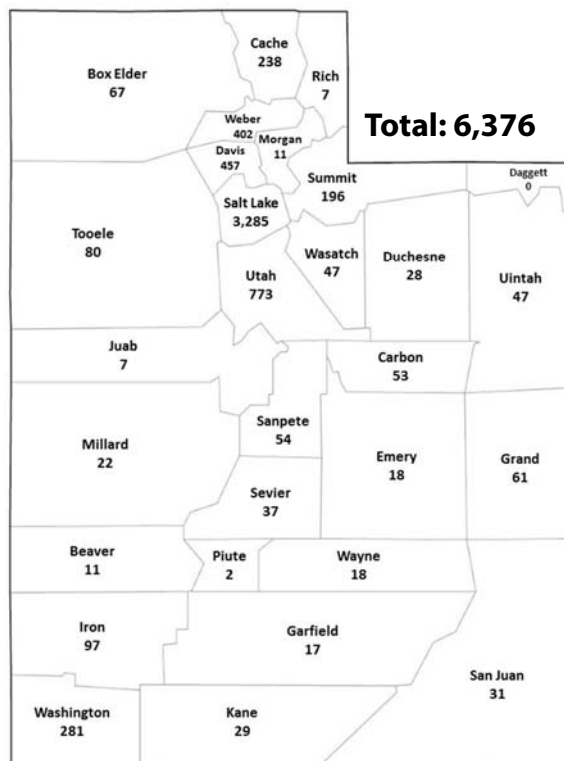 Cache
238
Box Elder
67
Rich
7
Total: 6,376
Weber
402
Morgan
11
Davis
457
Summit
196
Daggett
0
Salt Lake
3,285
Tooele
80
Wasatch
47
Duchesne
28
Uintah
47
Utah
773
Juab
7
Carbon
53
Sanpete
54
Millard
22
Emery
18
Grand
61
Sevier
37
Beaver
11
Piute
2
Wayne
18
Iron
97
Garfield
17
San Juan
31
Washington
281
Kane
29